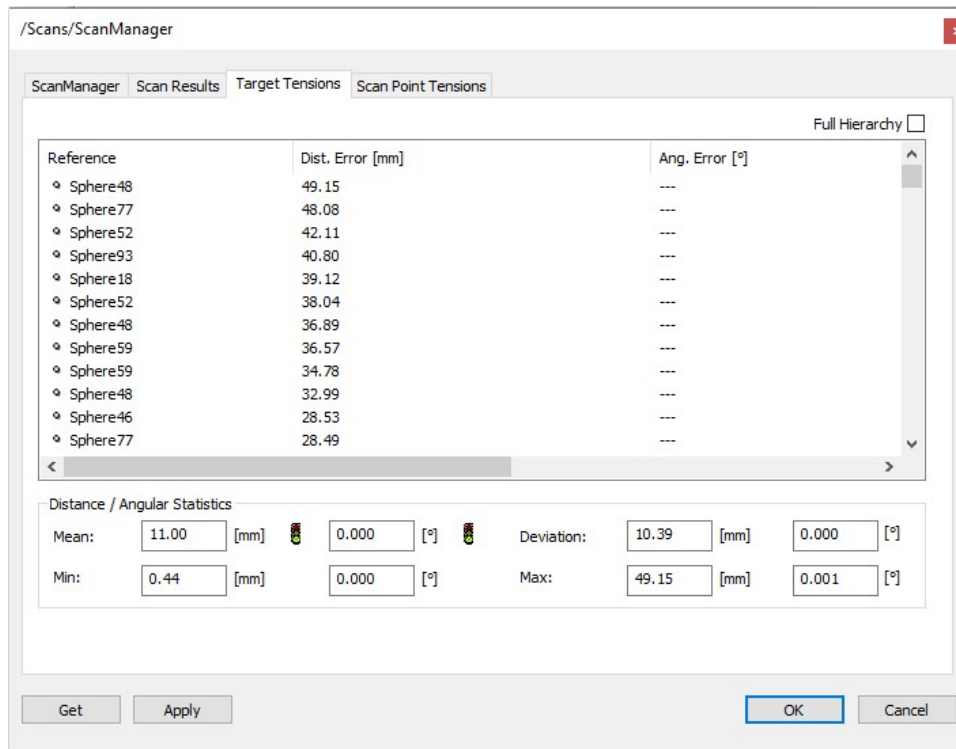 /Scans/ScanManager
ScanManager Scan Results Target Tensions Scan Point Tensions
Full Hierarchy
Reference Dist. Error [mm] Ang. Error [°]
Sphere48 49.15 ---
Sphere77 48.08 ---
Sphere52 42.11 ---
Sphere93 40.80 ---
Sphere18 39.12 ---
Sphere52 38.04 ---
Sphere48 36.89 ---
Sphere59 36.57 ---
Sphere59 34.78 ---
Sphere48 32.99 ---
Sphere46 28.53 ---
Sphere77 28.49 ---
Distance / Angular Statistics
Mean: 11.00 [mm] 0.000 [°] Deviation: 10.39 [mm] 0.000 [°]
Min: 0.44 [mm] 0.000 [°] Max: 49.15 [mm] 0.001 [°]
Get Apply OK Cancel